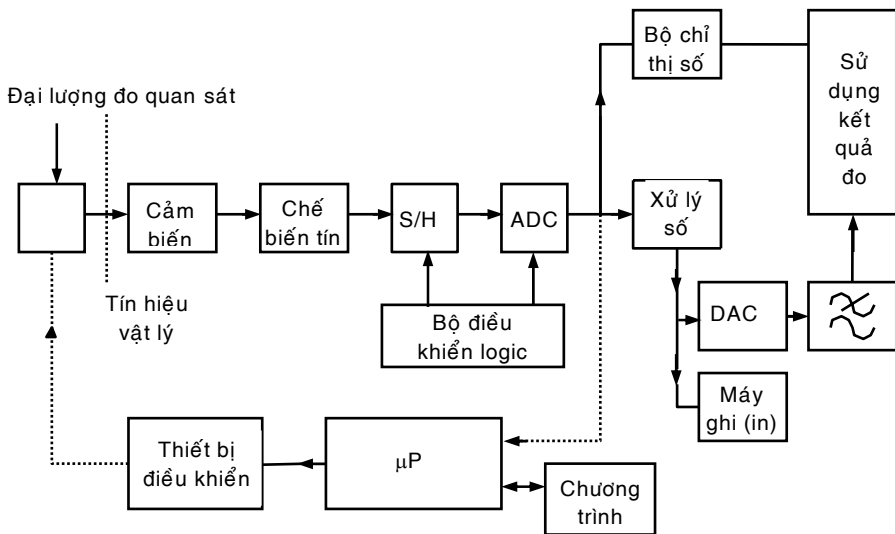 Bộ chỉ
thị số
Sử
dụng
kết
quả
đo
Đại lượng đo quan sát
Cảm
biến
Chế
biến tín
S/H
ADC
Xử lý
số
Tín hiệu
vật lý
Bộ điều
khiển logic
DAC
Máy
ghi (in)
Thiết bị
điều khiển
μP
Chương
trình